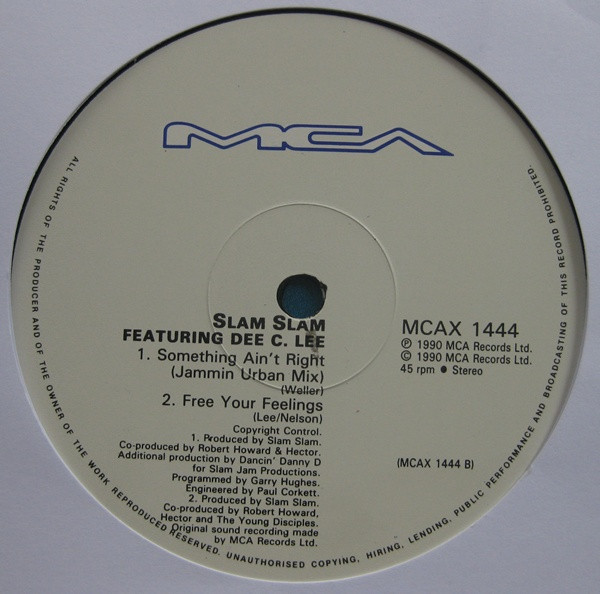 MCA
SLAM SLAM
FEATURING DEE C. LEE
1. Something Ain't Right
(Jammin Urban Mix)
(Weller)
2. Free Your Feelings
(Lee/Nelson)
Copyright Control.
1. Produced by Slam Slam.
Co-produced by Robert Howard & Hector.
Additional production by Dancin' Danny D
for Slam Jam Productions.
Programmed by Garry Hughes.
Engineered by Paul Corkett.
2. Produced by Slam Slam.
Co-produced by Robert Howard,
Hector and The Young Disciples.
Original sound recording made
by MCA Records Ltd.
MCAX 1444
℗ 1990 MCA Records Ltd.
© 1990 MCA Records Ltd.
45 rpm ● Stereo
(MCAX 1444 B)
ALL RIGHTS OF THE PRODUCER AND OF THE OWNER OF THE WORK REPRODUCED RESERVED. UNAUTHORISED COPYING, HIRING, LENDING, PUBLIC PERFORMANCE AND BROADCASTING OF THIS RECORD PROHIBITED.